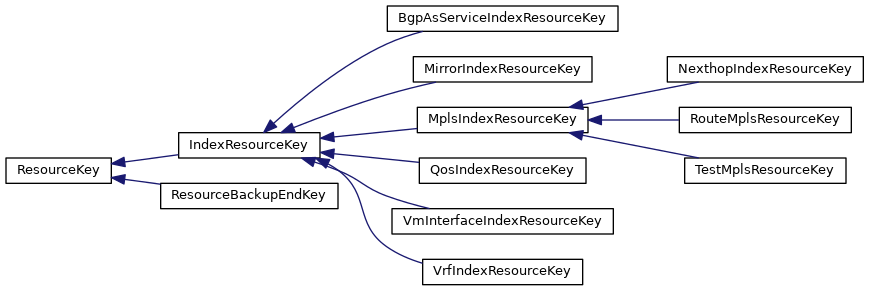 BgpAsServiceIndexResourceKey
MirrorIndexResourceKey
NexthopIndexResourceKey
MplsIndexResourceKey
RouteMplsResourceKey
IndexResourceKey
ResourceKey
QosIndexResourceKey
TestMplsResourceKey
ResourceBackupEndKey
VmInterfaceIndexResourceKey
VrfIndexResourceKey